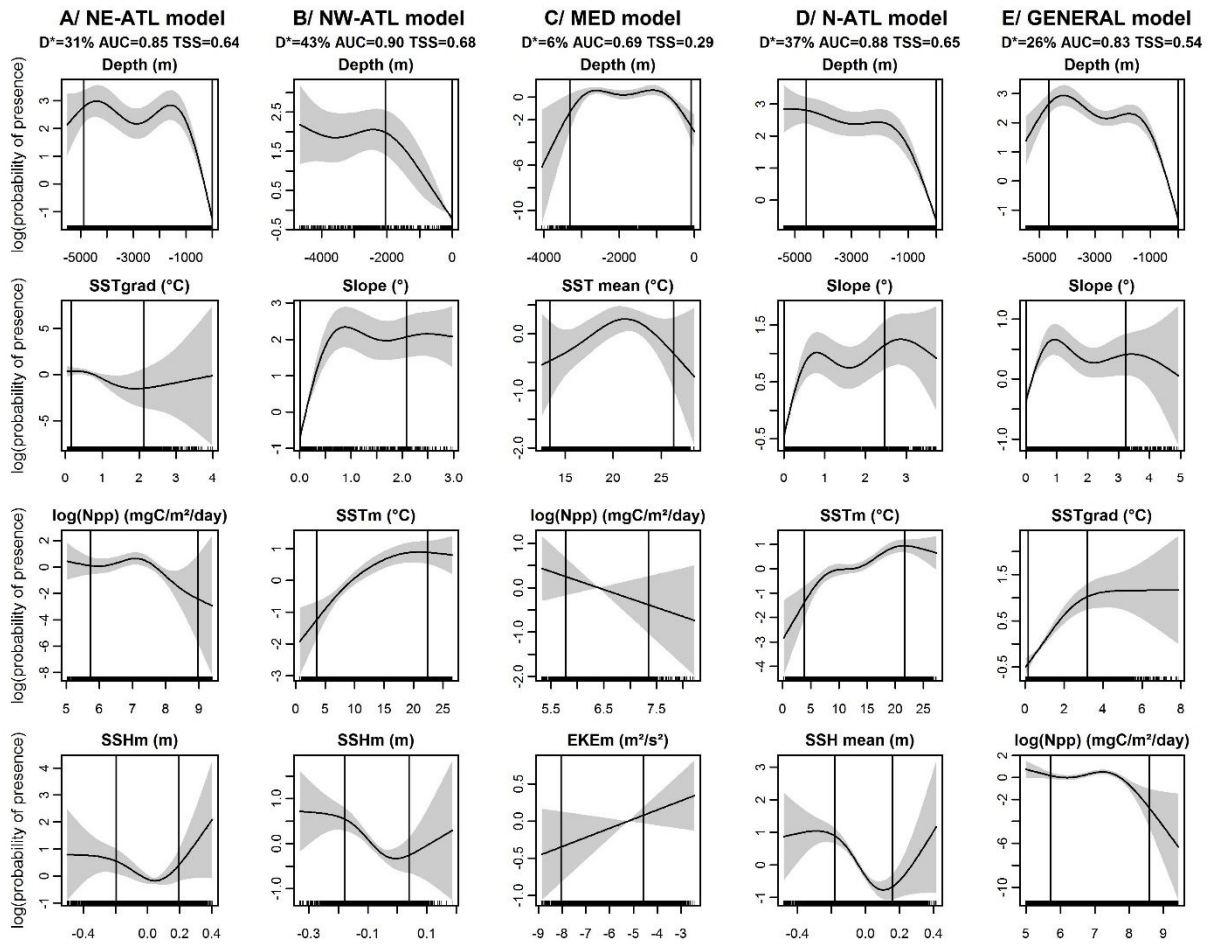 A/ NE-ATL model B/ NW-ATL model C/ MED model D/ N-ATL model E/ GENERAL model
D*=31% AUC=0.85 TSS=0.64 D*=43% AUC=0.90 TSS=0.68 D*=6% AUC=0.69 TSS=0.29 D*=37% AUC=0.88 TSS=0.65 D*=26% AUC=0.83 TSS=0.54
Depth (m) Depth (m) Depth (m) Depth (m) Depth (m)
log(probability of presence)
-1 0 1 2 3
-0.5 0.5 1.5 2.5
-10 -6 -2 0
0 1 2 3
-1 0 1 2 3
-5000 -3000 -1000 -4000 -2000 0 -4000 -2000 0 -5000 -3000 -1000 -5000 -3000 -1000
SSTgrad (°C) Slope (°) SST mean (°C) Slope (°) Slope (°)
log(probability of presence)
-5 0 5
-1 0 1 2 3
-2.0 -1.0 0.0
-0.5 0.5 1.5
-1.0 0.0 1.0
0 1 2 3 4 0.0 1.0 2.0 3.0 15 20 25 0 1 2 3 0 1 2 3 4 5
log(Npp) (mgC/m²/day) SSTm (°C) log(Npp) (mgC/m²/day) SSTm (°C) SSTgrad (°C)
log(probability of presence)
-8 -6 -4 -2 0 2
-3 -2 -1 0 1
-2.0 -1.0 0.0 1.0
-4 -3 -2 -1 0 1
-0.5 0.5 1.5
5 6 7 8 9 0 5 10 15 20 25 5.5 6.5 7.5 0 5 10 15 20 25 0 2 4 6 8
SSHm (m) SSHm (m) EKEm (m²/s²) SSH mean (m) log(Npp) (mgC/m²/day)
log(probability of presence)
-1 0 1 2 3 4
-1.0 0.0 1.0
-1.0 -0.5 0.0 0.5
-1 0 1 2 3
-10 -6 -4 -2 0 2
-0.4 0.0 0.2 0.4 -0.3 -0.1 0.1 -9 -8 -7 -6 -5 -4 -3 -0.4 0.0 0.2 0.4 5 6 7 8 9